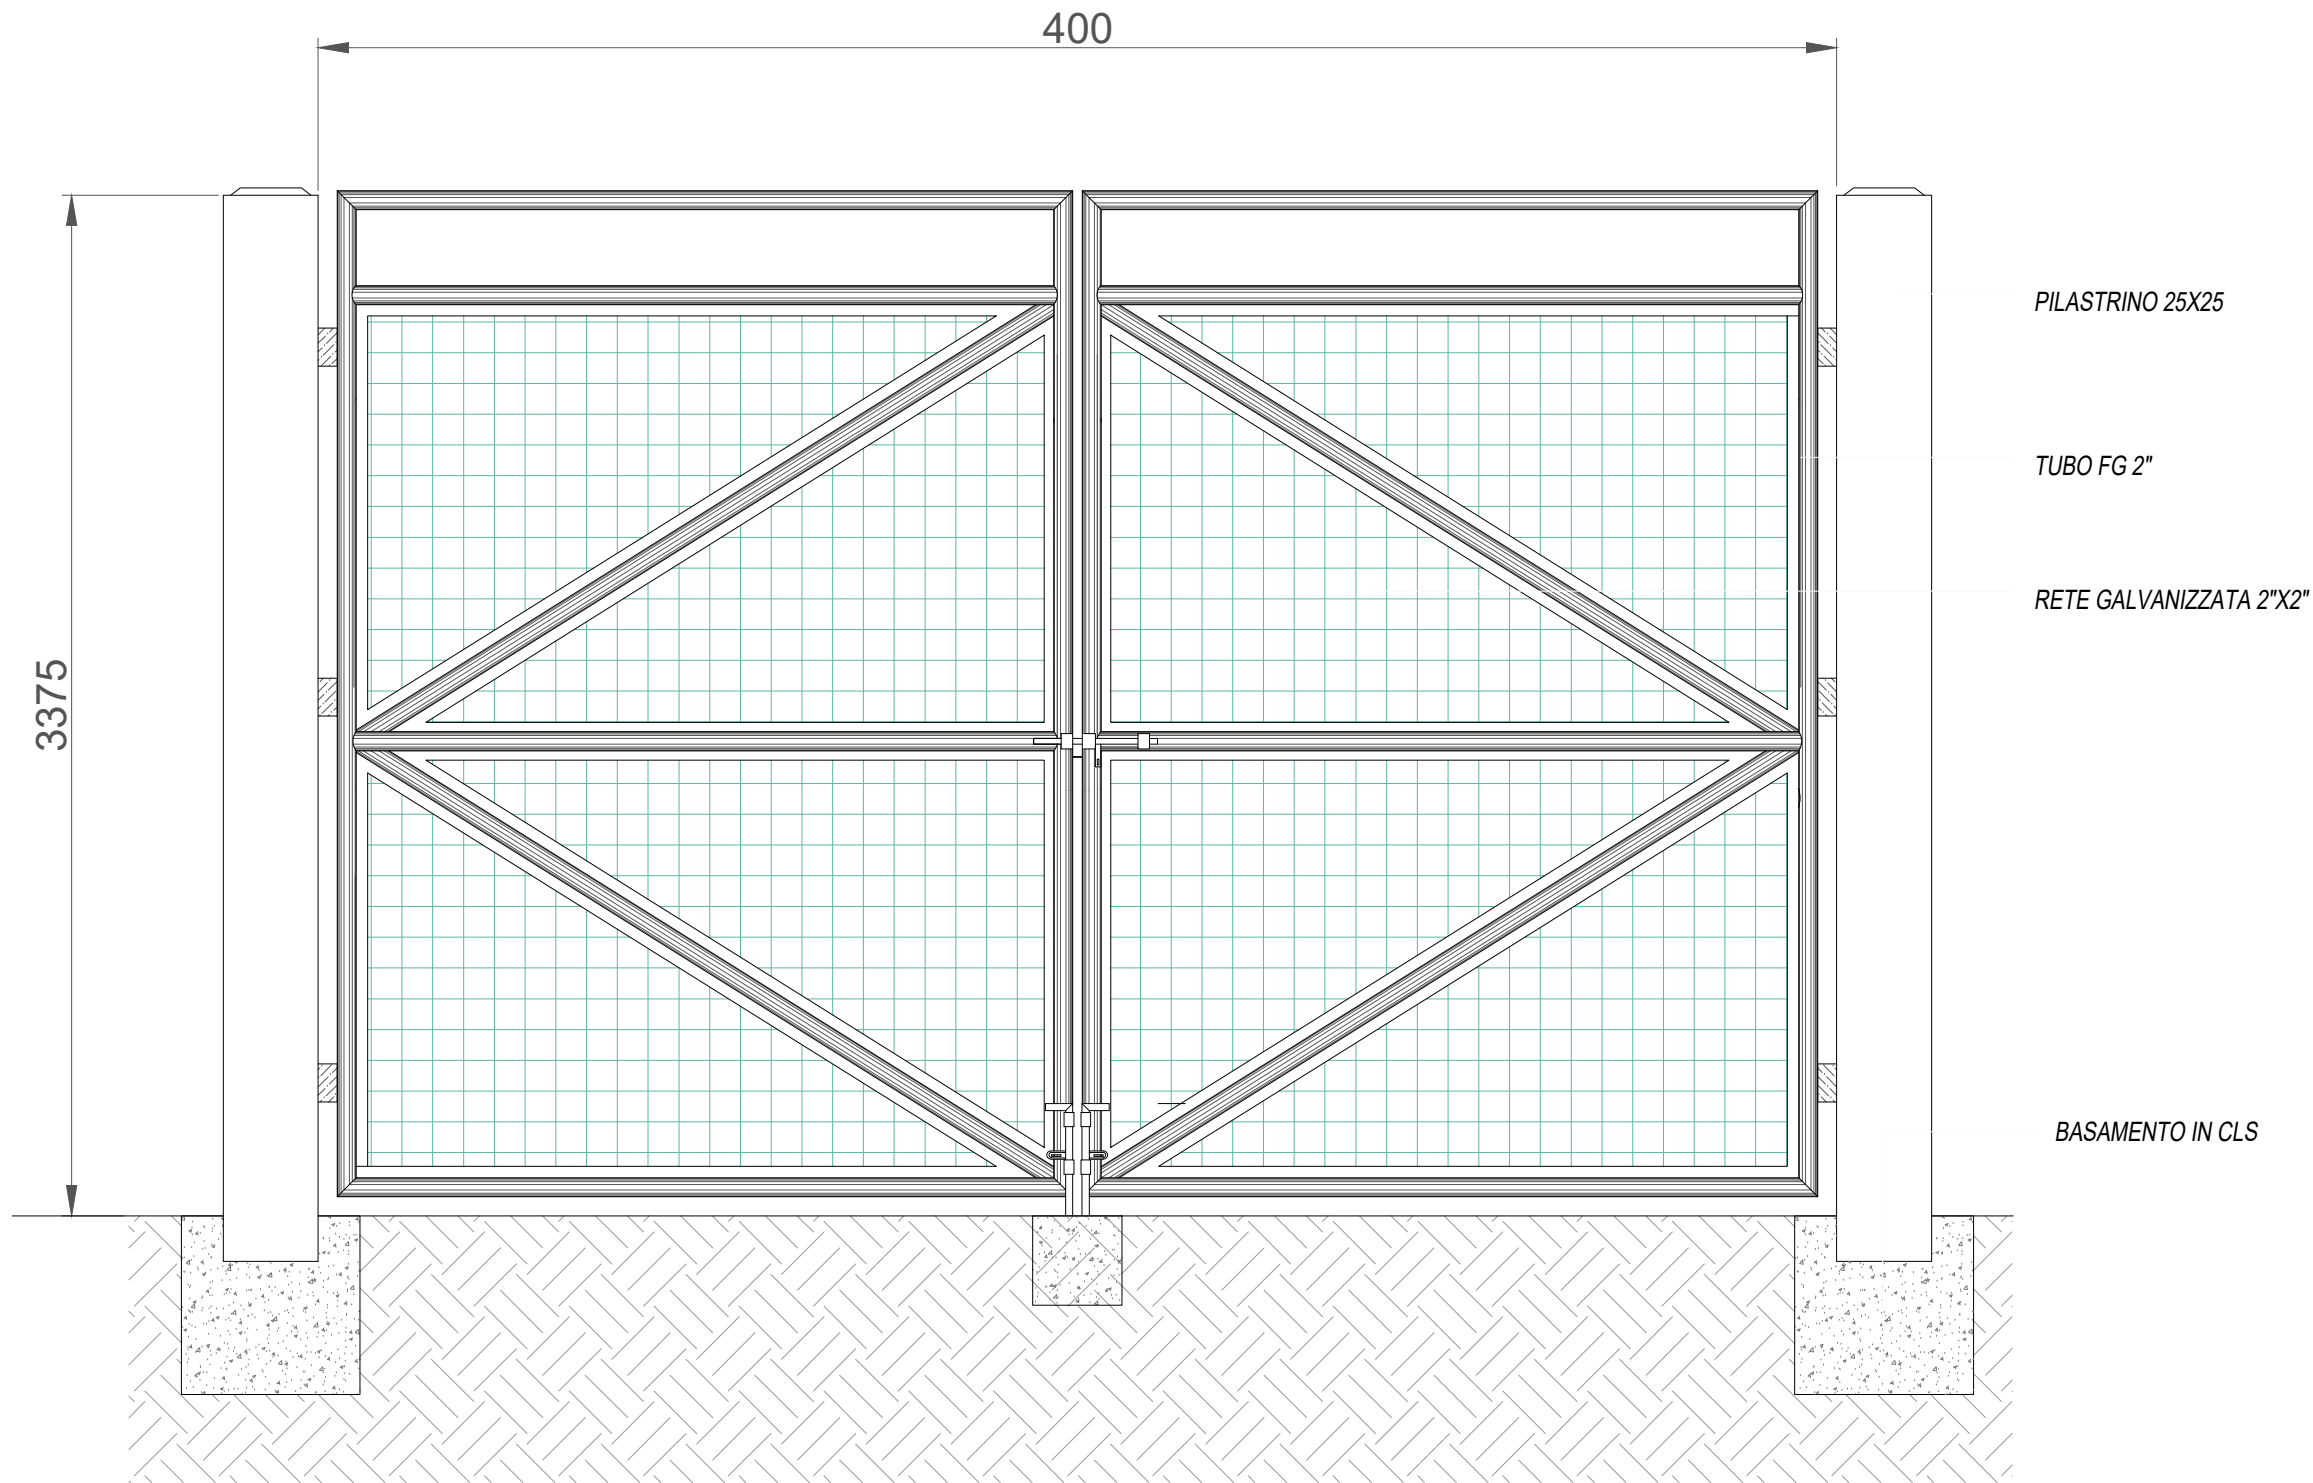 400
PILASTRINO 25X25
TUBO FG 2"
RETE GALVANIZZATA 2"X2"
3375
BASAMENTO IN CLS